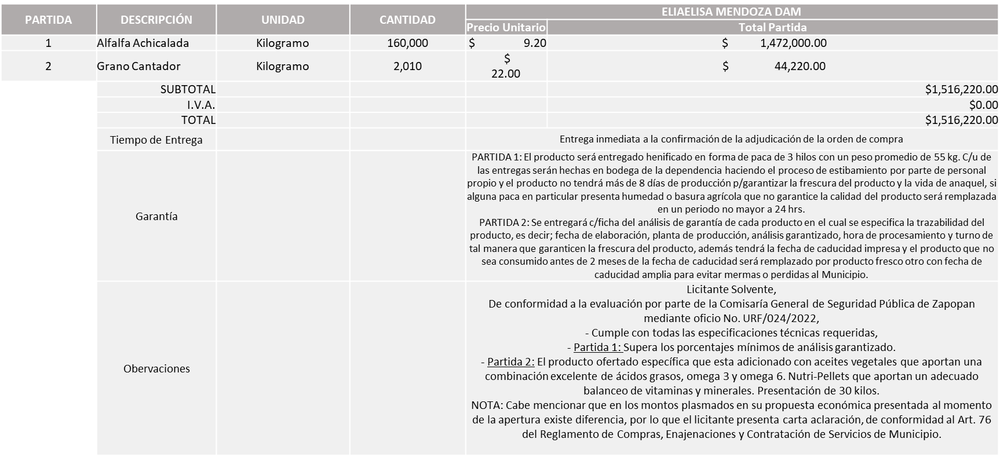 PARTIDA DESCRIPCIÓN UNIDAD CANTIDAD ELIAELISA MENDOZA DAM
Precio Unitario Total Partida
1 Alfalfa Achicalada Kilogramo 160,000 $ 9.20 $ 1,472,000.00
2 Grano Cantador Kilogramo 2,010 $ 22.00 $ 44,220.00
SUBTOTAL $1,516,220.00
I.V.A. $0.00
TOTAL $1,516,220.00
Tiempo de Entrega Entrega inmediata a la confirmación de la adjudicación de la orden de compra
Garantía
PARTIDA 1: El producto será entregado henificado en forma de paca de 3 hilos con un peso promedio de 55 kg. C/u de
las entregas serán hechas en bodega de la dependencia haciendo el proceso de estibamiento por parte de personal
propio y el producto no tendrá más de 8 días de producción p/garantizar la frescura del producto y la vida de anaquel, si
alguna paca en particular presenta humedad o basura agrícola que no garantice la calidad del producto será remplazada
en un periodo no mayor a 24 hrs.
PARTIDA 2: Se entregará c/ficha del análisis de garantía de cada producto en el cual se especifica la trazabilidad del
producto, es decir; fecha de elaboración, planta de producción, análisis garantizado, hora de procesamiento y turno de
tal manera que garanticen la frescura del producto, además tendrá la fecha de caducidad impresa y el producto que no
sea consumido antes de 2 meses de la fecha de caducidad será remplazado por producto fresco otro con fecha de
caducidad amplia para evitar mermas o perdidas al Municipio.
Obervaciones
Licitante Solvente,
De conformidad a la evaluación por parte de la Comisaría General de Seguridad Pública de Zapopan
mediante oficio No. URF/024/2022,
- Cumple con todas las especificaciones técnicas requeridas,
- Partida 1: Supera los porcentajes mínimos de análisis garantizado.
- Partida 2: El producto ofertado específica que esta adicionado con aceites vegetales que aportan una
combinación excelente de ácidos grasos, omega 3 y omega 6. Nutri-Pellets que aportan un adecuado
balanceo de vitaminas y minerales. Presentación de 30 kilos.
NOTA: Cabe mencionar que en los montos plasmados en su propuesta económica presentada al momento
de la apertura existe diferencia, por lo que el licitante presenta carta aclaración, de conformidad al Art. 76
del Reglamento de Compras, Enajenaciones y Contratación de Servicios de Municipio.